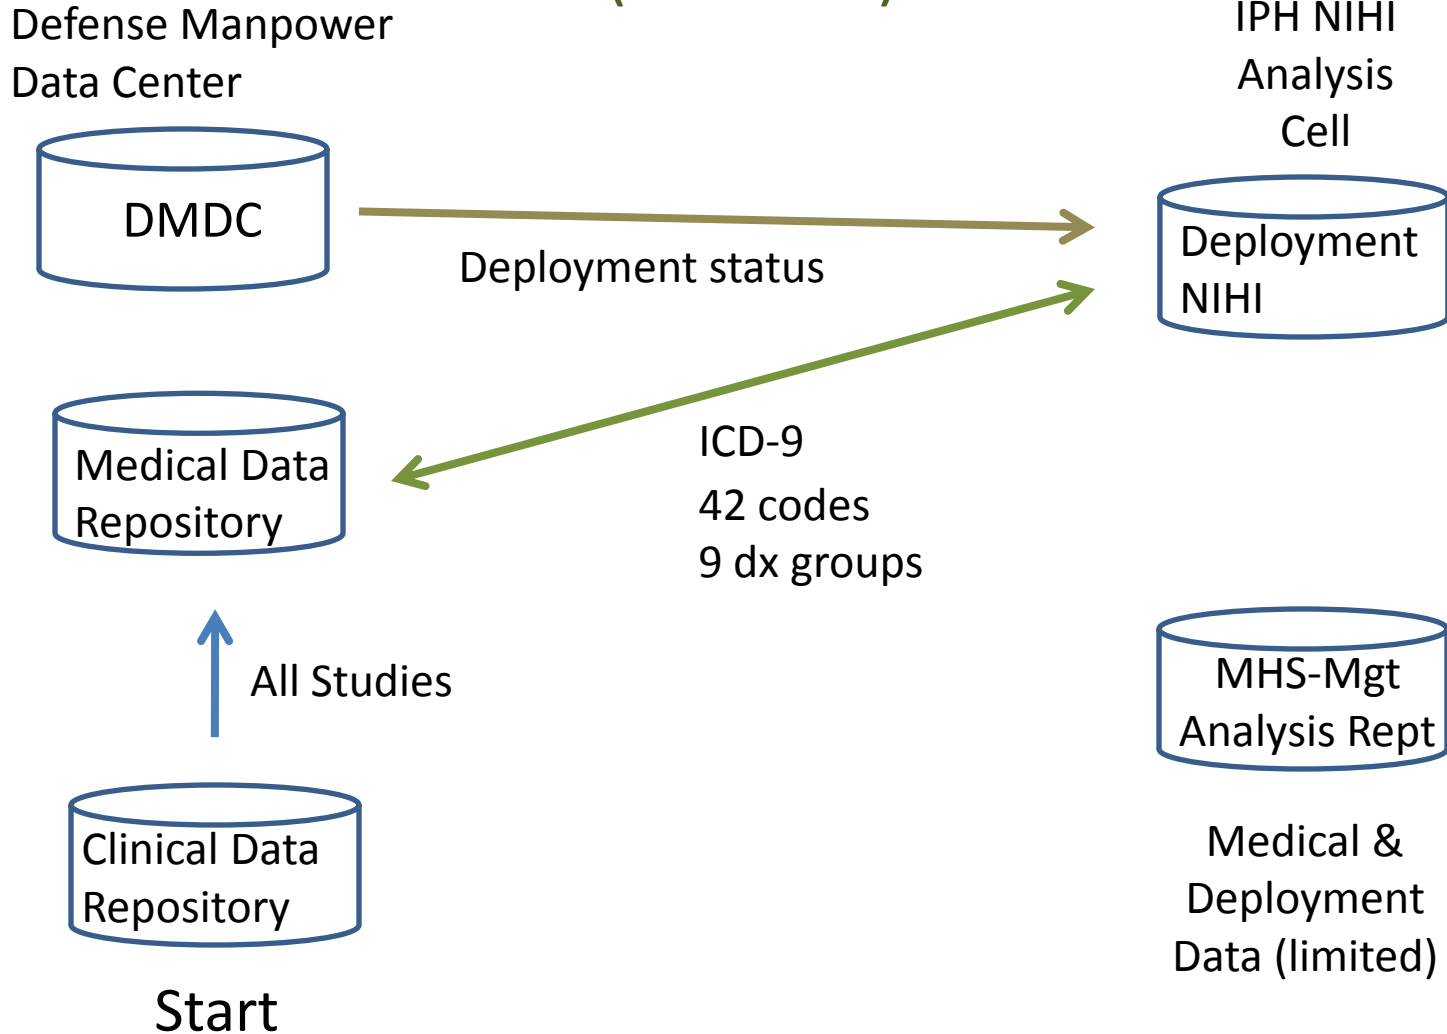 Defense Manpower
Data Center
IPH NIHI
Analysis
Cell
DMDC
Deployment
NIHI
Deployment status
Medical Data
Repository
ICD-9
42 codes
9 dx groups
All Studies
MHS-Mgt
Analysis Rept
Clinical Data
Repository
Medical &
Deployment
Data (limited)
Start